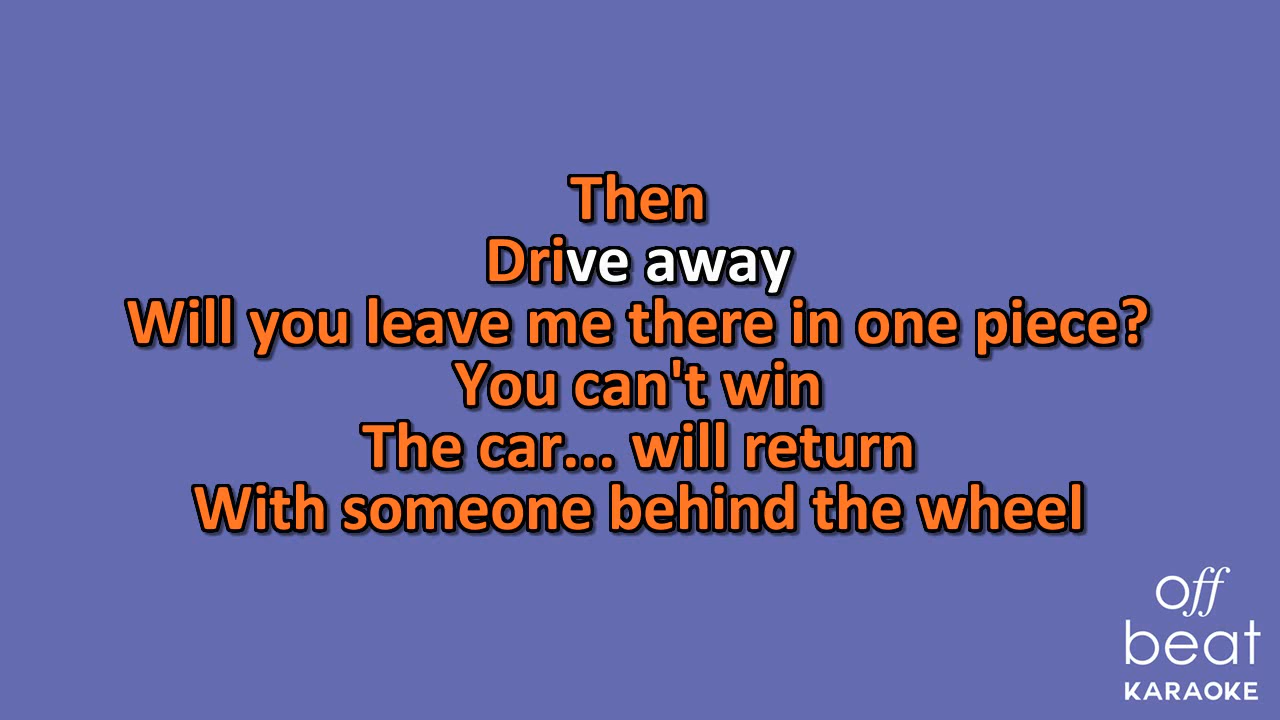 Then
Drive away
Will you leave me there in one piece?
You can't win
The car... will return
With someone behind the wheel
off
beat
KARAOKE